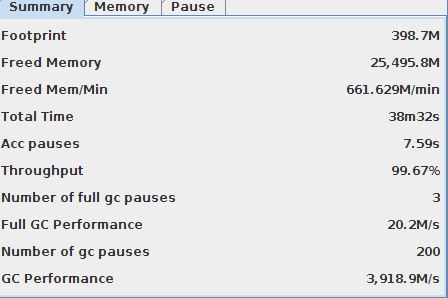 Summary Memory Pause
Footprint 398.7M
Freed Memory 25,495.8M
Freed Mem/Min 661.629M/min
Total Time 38m32s
Acc pauses 7.59s
Throughput 99.67%
Number of full gc pauses 3
Full GC Performance 20.2M/s
Number of gc pauses 200
GC Performance 3,918.9M/s